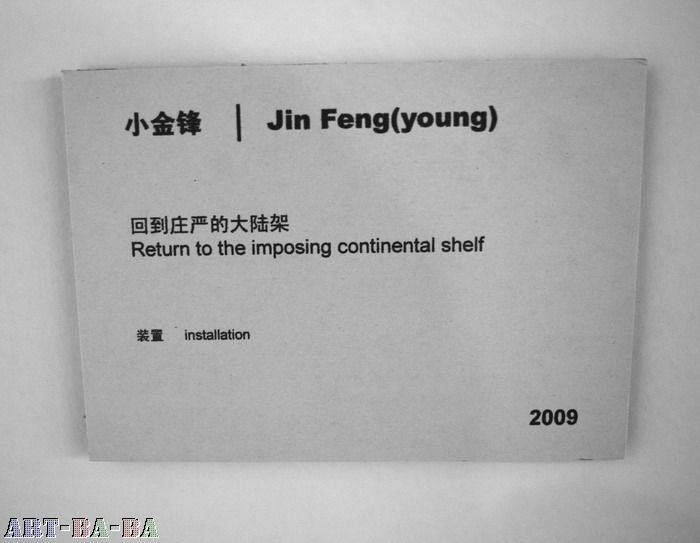 小金锋 | Jin Feng(young)
回到庄严的大陆架
Return to the imposing continental shelf
装置 installation
2009
ART-BA-BA